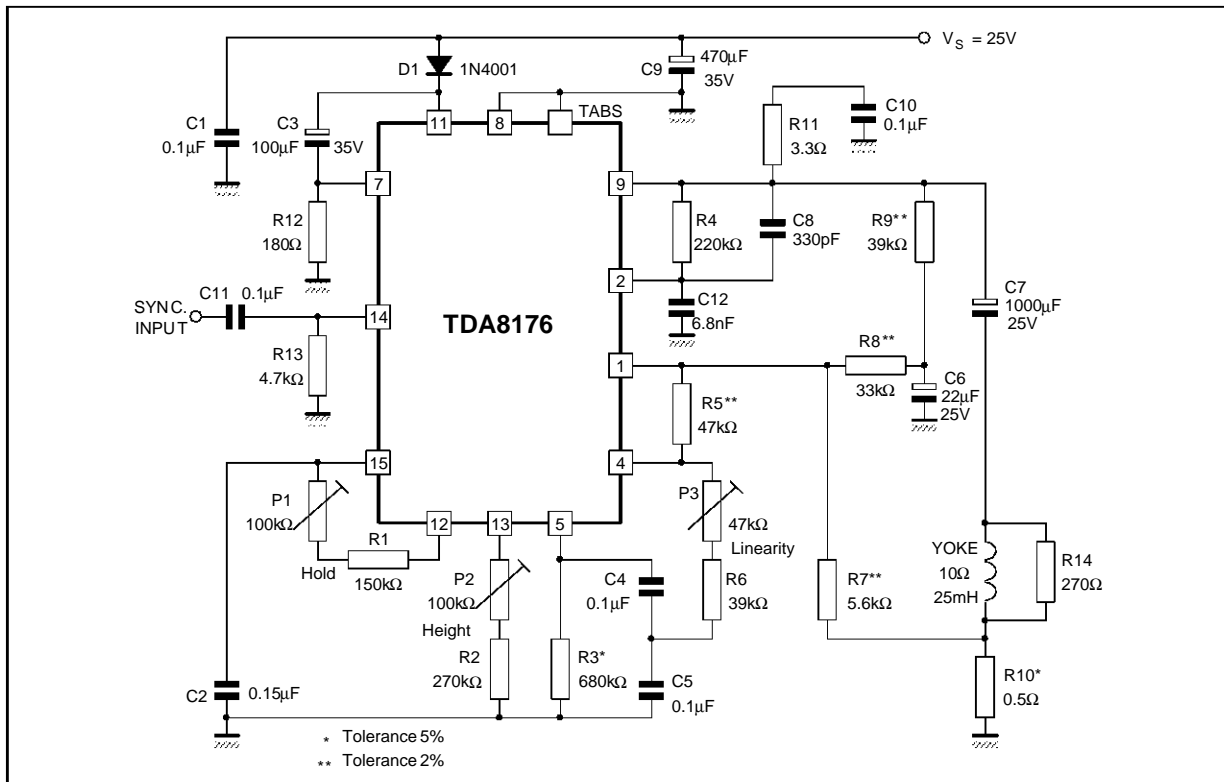 V_S = 25V
470µF
35V
C9
D1
1N4001
TABS
C10
0.1µF
R11
3.3Ω
C1
0.1µF
C3
100µF
35V
11
8
7
9
R12
180Ω
R4
220kΩ
C8
330pF
R9**
39kΩ
2
C7
1000µF
25V
C11
0.1µF
SYNC.
INPUT
14
TDA8176
C12
6.8nF
R13
4.7kΩ
1
R8**
33kΩ
C6
22µF
25V
R5**
47kΩ
15
4
P1
100kΩ
P3
47kΩ
Linearity
12
13
5
R1
150kΩ
Hold
P2
100kΩ
Height
C4
0.1µF
R6
39kΩ
R7**
5.6kΩ
YOKE
10Ω
25mH
R14
270Ω
R2
270kΩ
R3*
680kΩ
C5
0.1µF
R10*
0.5Ω
C2
0.15µF
* Tolerance 5%
** Tolerance 2%